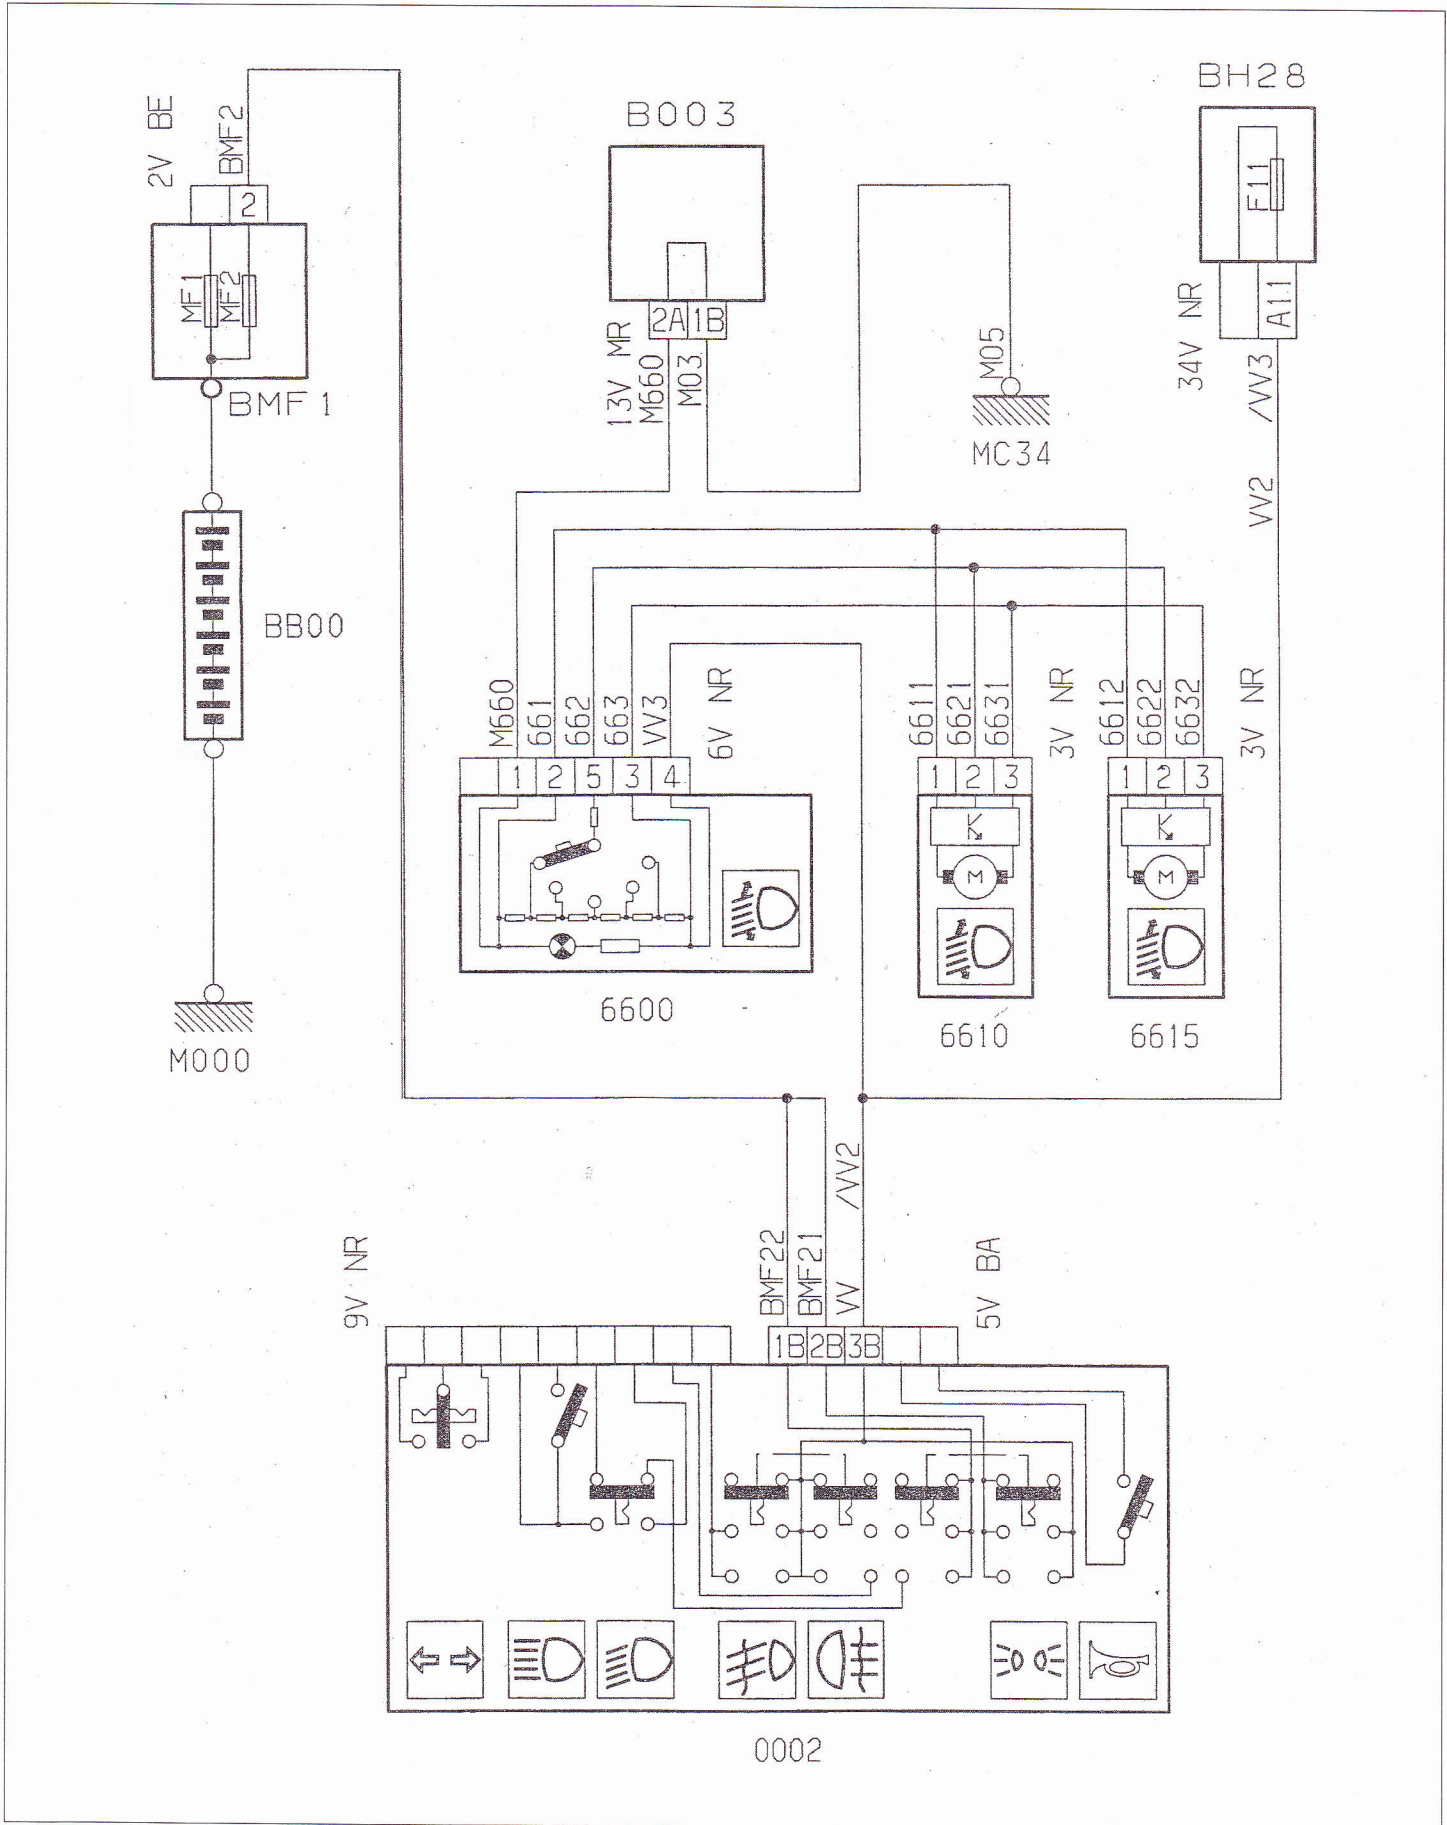 BH28
B003
2V BE
BMF2
2
F11
MF1
MF2
2A 1B
A11
BMF1
13V MR
M660
M03
M05
34V NR
/VV3
MC34
VV2
BB00
M660
661
662
663
VV3
6V NR
6611
6621
6631
3V NR
6612
6622
6632
3V NR
1 2 5 3 4
1 2 3
1 2 3
K
K
M
M
6600
6610
6615
M000
/VV2
9V NR
BMF22
BMF21
VV
5V BA
1B 2B 3B
0002